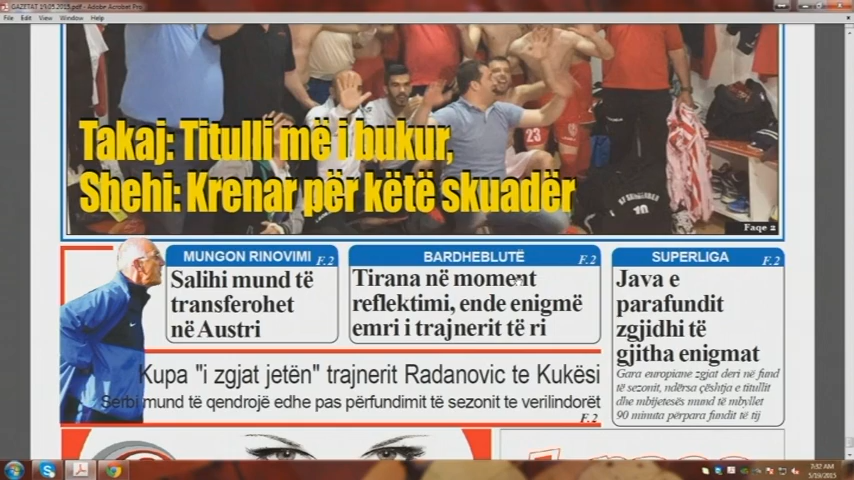 GAZETAT 19.05.2015.pdf - Adobe Acrobat Pro
File Edit View Window Help
23
10
Takaj: Titulli më i bukur,
Shehi: Krenar për këtë skuadër
Faqe 2
MUNGON RINOVIMI F.2
Salihi mund të
transferohet
në Austri
BARDHEBLUTË F.2
Tirana në moment
reflektimi, ende enigmë
emri i trajnerit të ri
SUPERLIGA F.2
Java e
parafundit
zgjidhi të
gjitha enigmat
Gara europiane zgjat deri në fund
të sezonit, ndërsa çështja e titullit
dhe mbijetesës mund të mbyllet
90 minuta përpara fundit të tij
Kupa "i zgjat jetën" trajnerit Radanovic te Kukësi
Serbi mund të qendrojë edhe pas përfundimit të sezonit te verilindorët
F.2
7:32 AM
5/19/2015